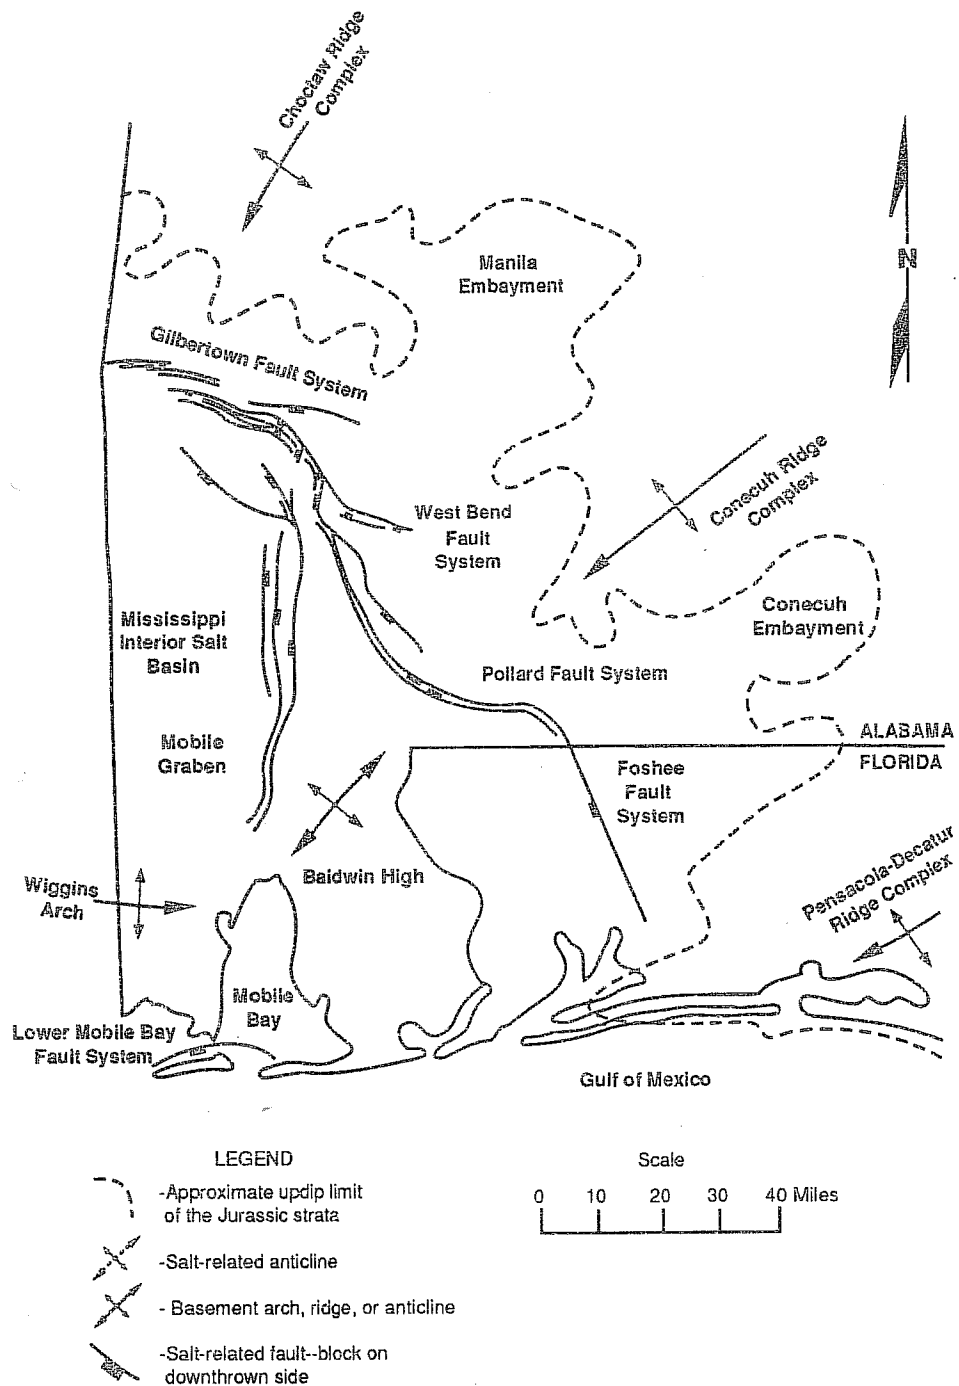 Choctaw Ridge
Complex
Manila
Embayment
N
Gilbertown Fault System
Conecuh Ridge
Complex
West Bend
Fault
System
Mississippi
Interior Salt
Basin
Conecuh
Embayment
Pollard Fault System
Mobile
Graben
ALABAMA
FLORIDA
Foshee
Fault
System
Baldwin High
Wiggins
Arch
Pensacola-Decatur
Ridge Complex
Mobile
Bay
Lower Mobile Bay
Fault System
Gulf of Mexico
LEGEND
-Approximate updip limit
of the Jurassic strata
-Salt-related anticline
- Basement arch, ridge, or anticline
-Salt-related fault--block on
downthrown side
Scale
0 10 20 30 40 Miles